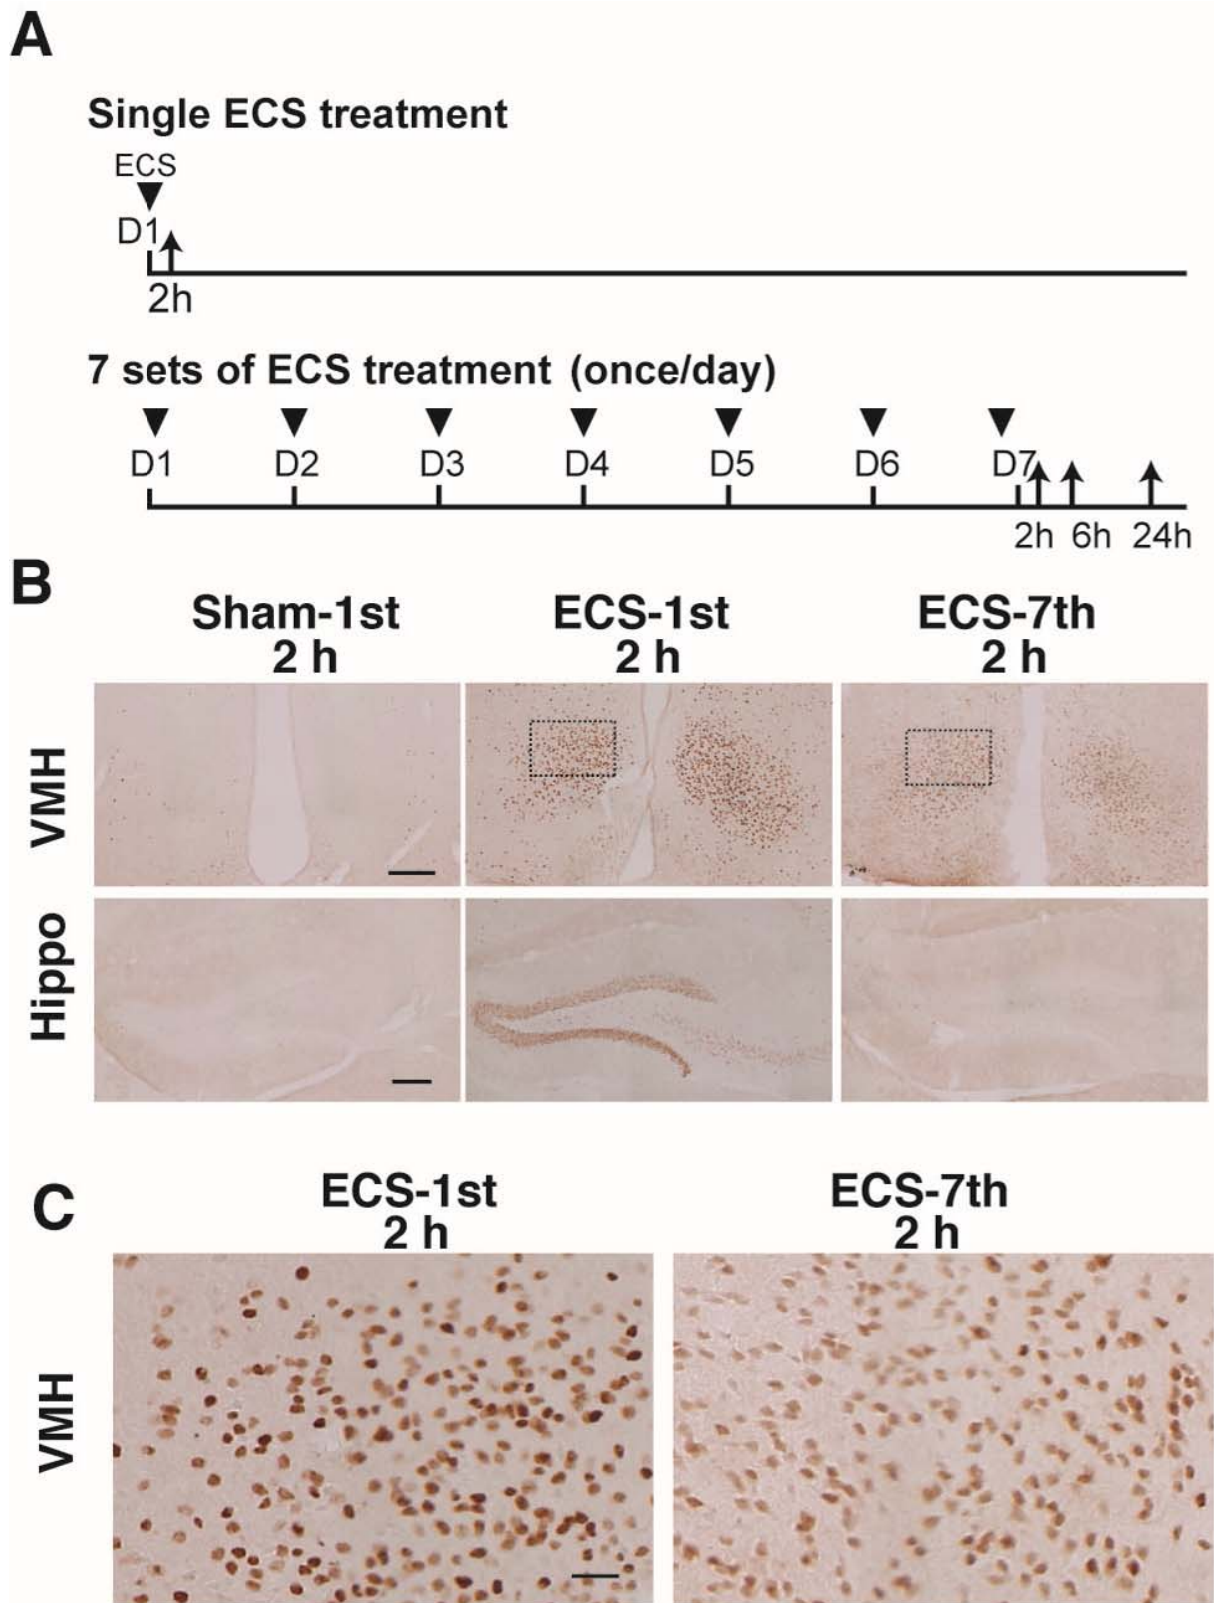 A
Single ECS treatment
ECS
D1
2h
7 sets of ECS treatment (once/day)
D1 D2 D3 D4 D5 D6 D7
2h 6h 24h
B
Sham-1st ECS-1st ECS-7th
2 h 2 h 2 h
VMH
Hippo
C
ECS-1st ECS-7th
2 h 2 h
VMH